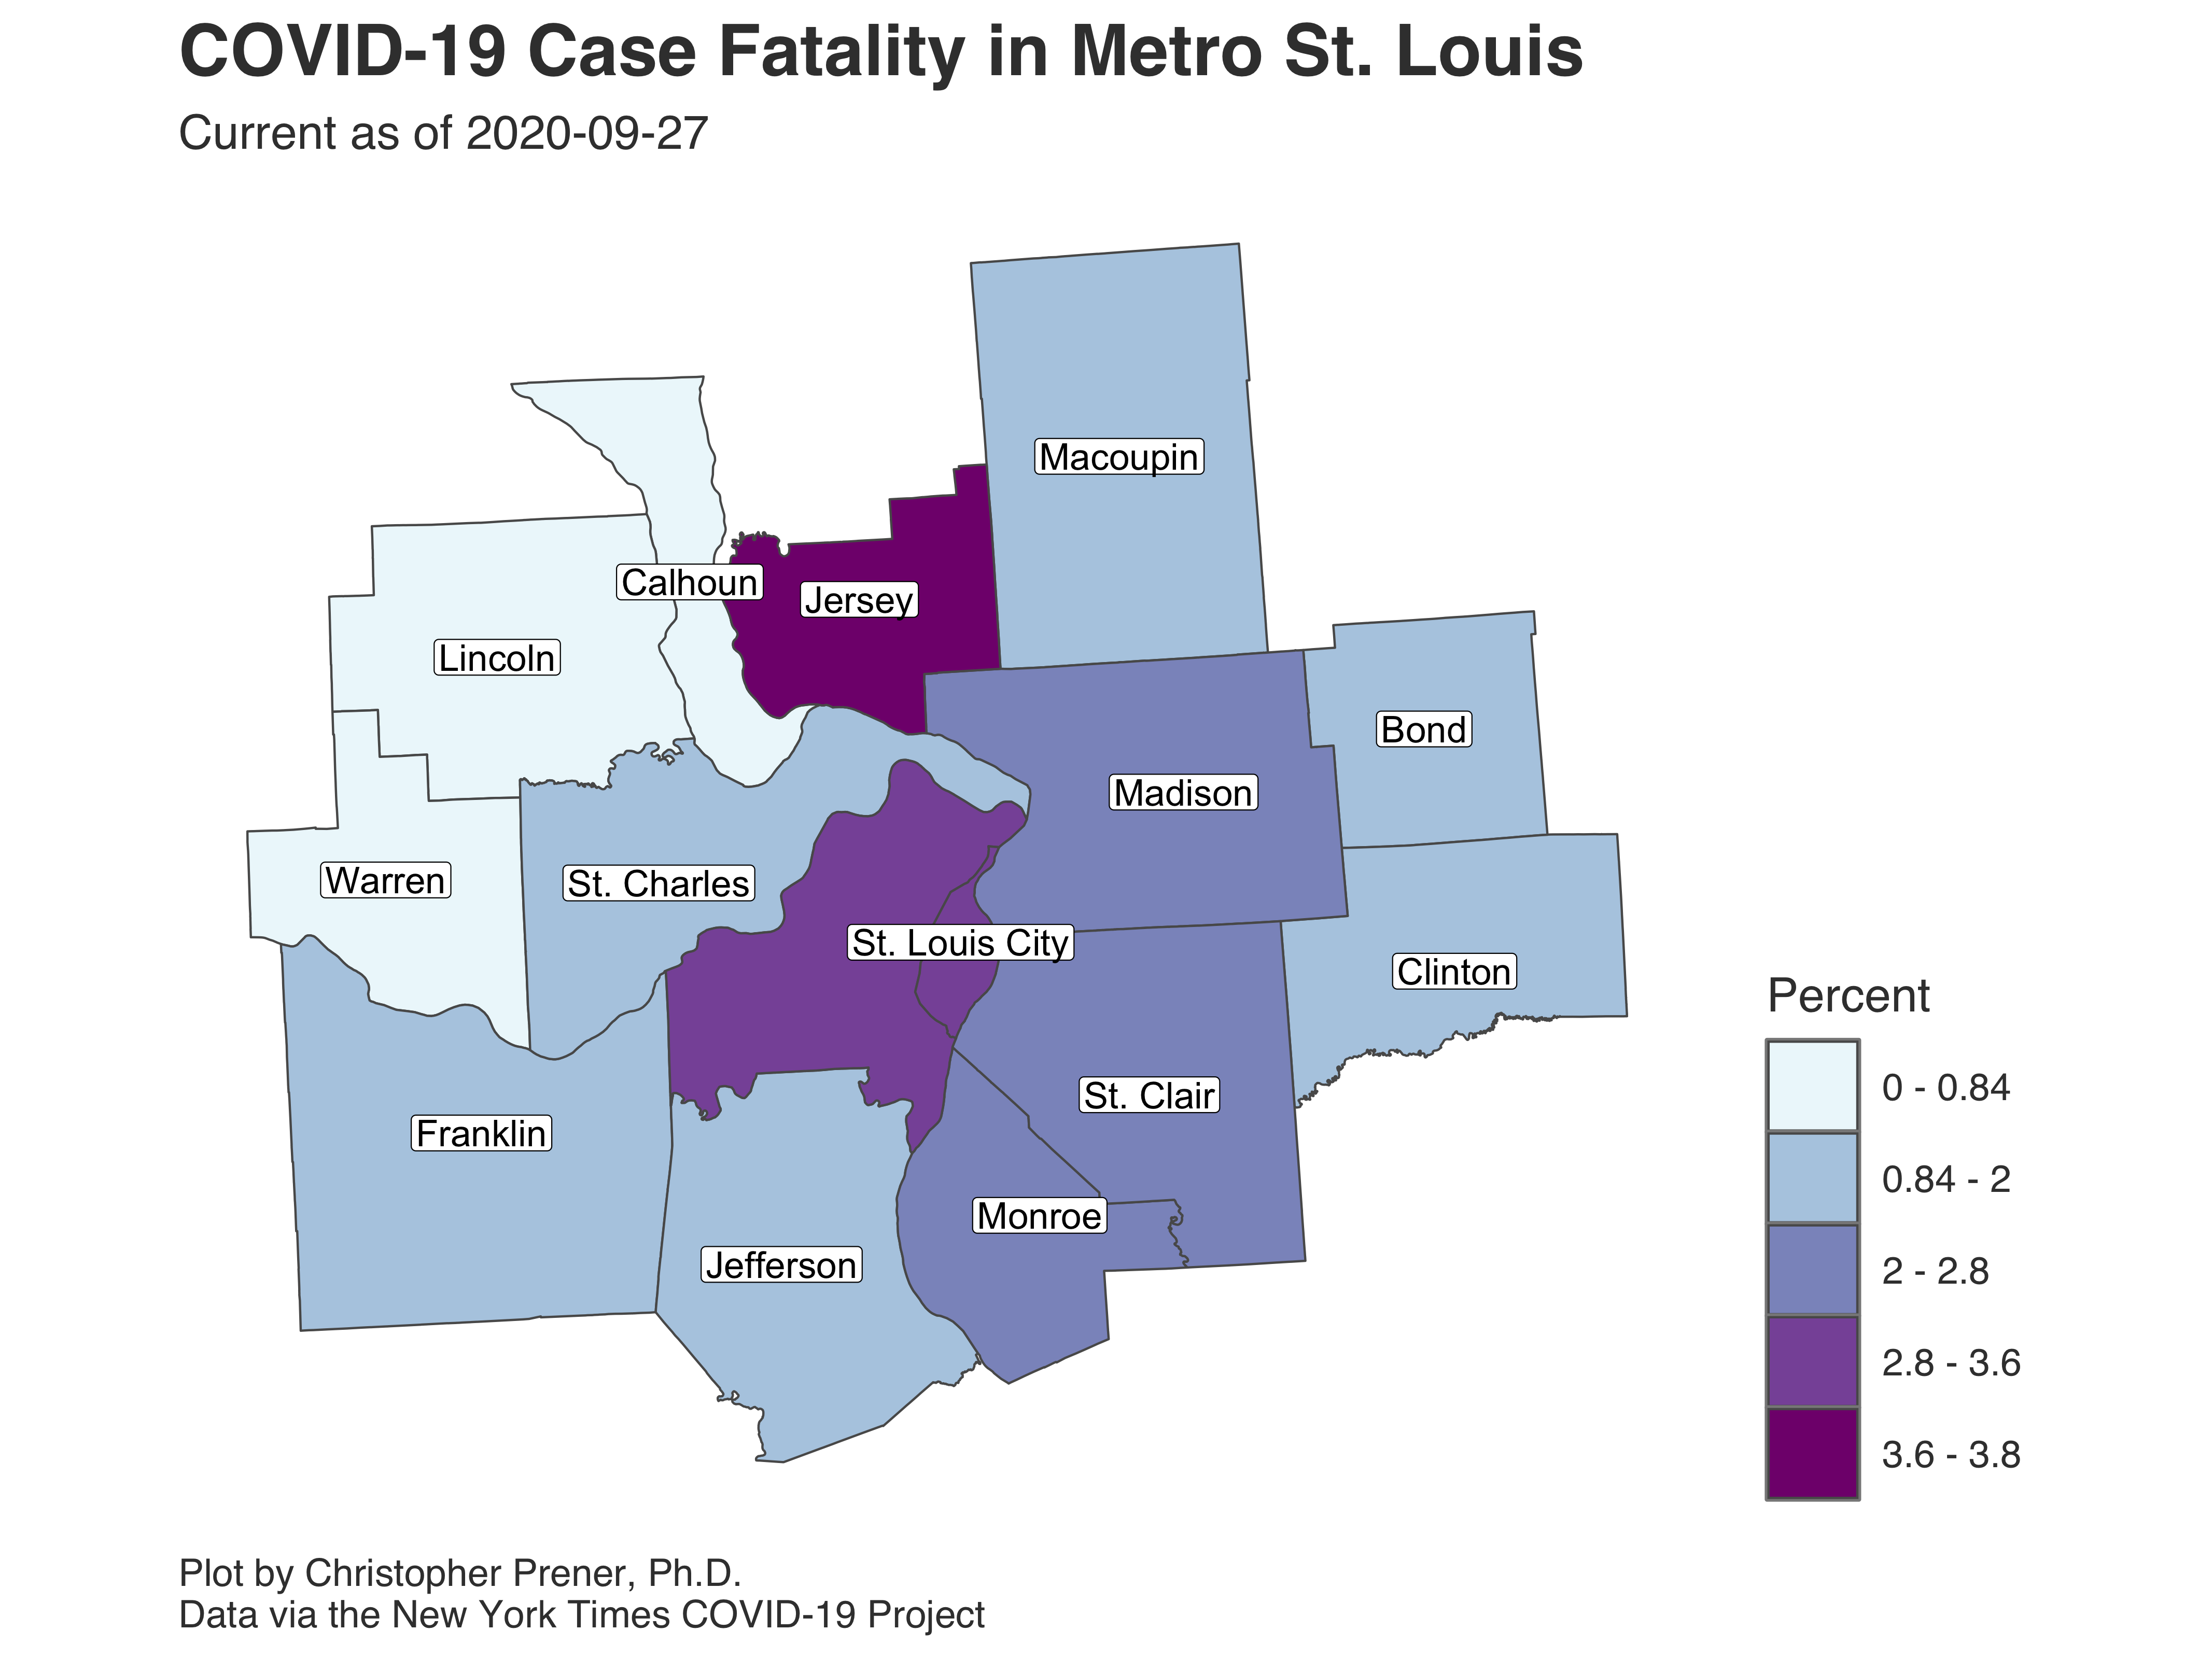 COVID-19 Case Fatality in Metro St. Louis
Current as of 2020-09-27
Macoupin
Calhoun
Jersey
Lincoln
Bond
Madison
Warren
St. Charles
St. Louis City
Clinton
St. Clair
Franklin
Monroe
Jefferson
Percent
0 - 0.84
0.84 - 2
2 - 2.8
2.8 - 3.6
3.6 - 3.8
Plot by Christopher Prener, Ph.D.
Data via the New York Times COVID-19 Project